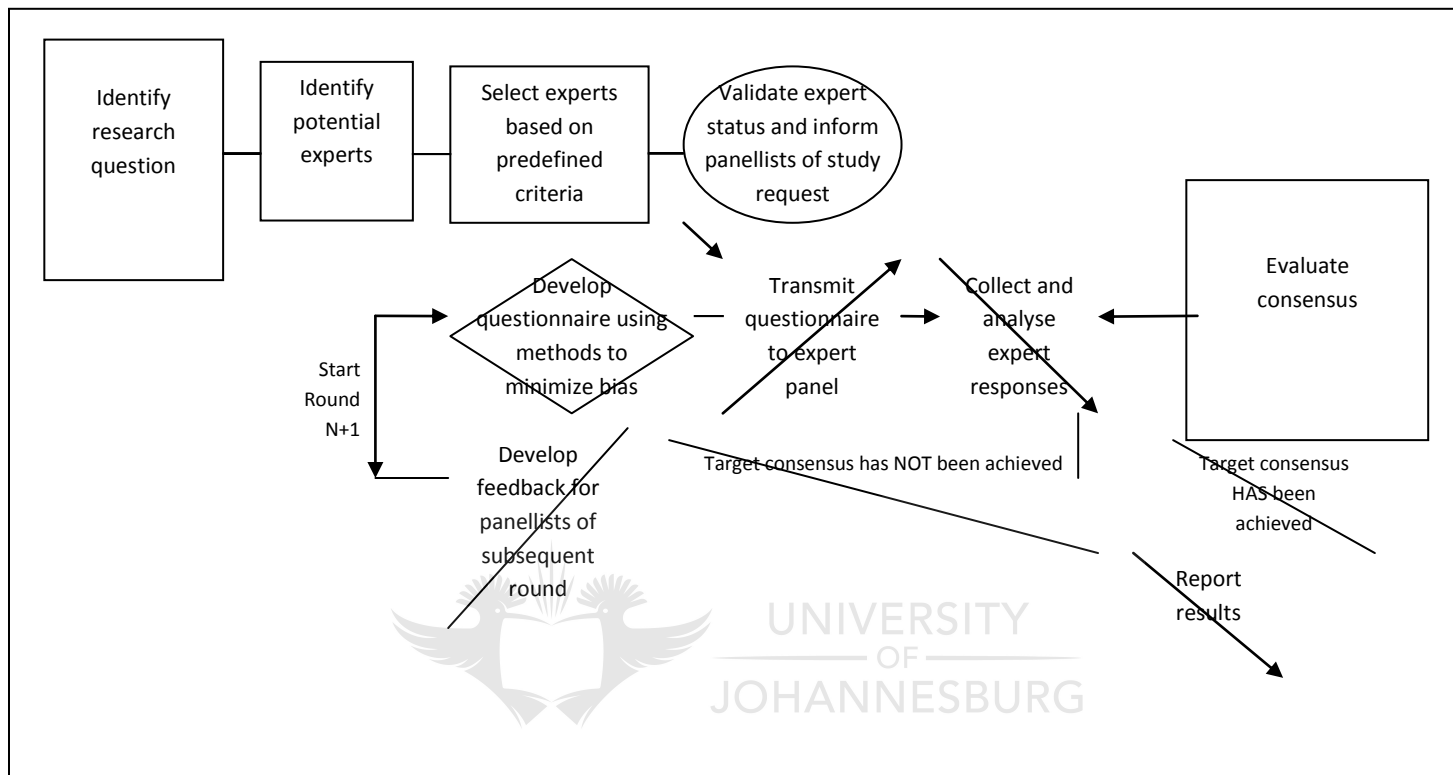 Identify
research
question
Identify
potential
experts
Select experts
based on
predefined
criteria
Validate expert
status and inform
panellists of study
request
Develop
questionnaire using
methods to
minimize bias
Transmit
questionnaire
to expert
panel
Collect and
analyse
expert
responses
Evaluate
consensus
Start
Round
N+1
Develop
feedback for
panellists of
subsequent
round
Target consensus has NOT been achieved
Target consensus
HAS been
achieved
Report
results
UNIVERSITY
OF
JOHANNESBURG